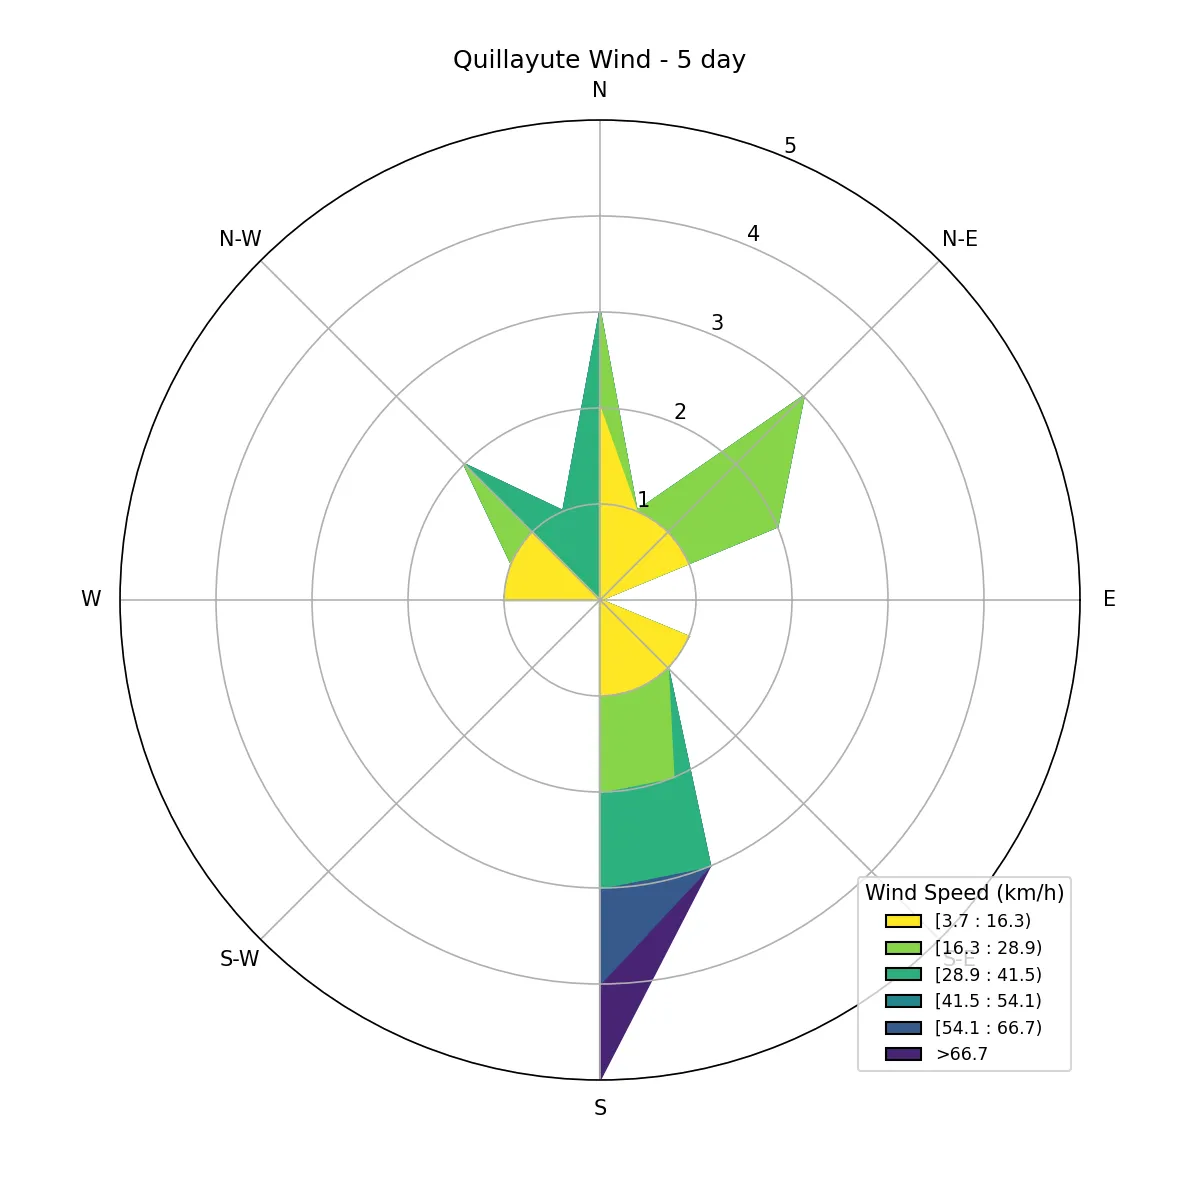 Quillayute Wind - 5 day
N
5
N-W
N-E
4
3
2
1
W
E
Wind Speed (km/h)
[3.7 : 16.3)
[16.3 : 28.9)
S-W
S-E
[28.9 : 41.5)
[41.5 : 54.1)
[54.1 : 66.7)
>66.7
S